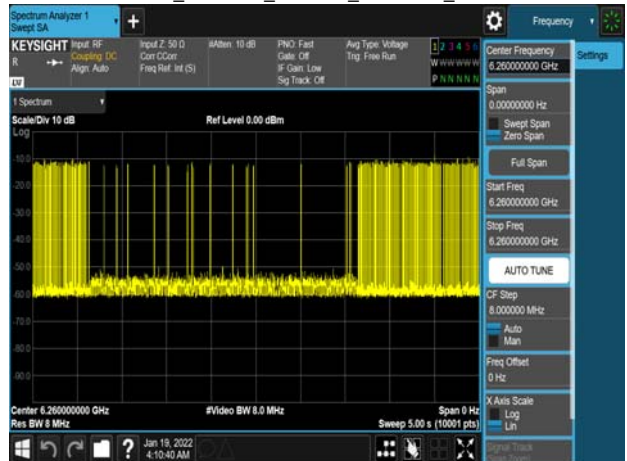 Spectrum Analyzer 1
Swept SA
Frequency
KEYSIGHT Input: RF Input Z: 50 Ω #Atten: 10 dB PNO: Fast Avg Type: Voltage 1 2 3 4 5 6
R Coupling: DC Corr CCorr Gate: Off Trig: Free Run W W W W W W
Align: Auto Freq Ref: Int (S) IF Gain: Low
Sig Track: Off P N N N N N
Center Frequency
6.260000000 GHz
Settings
Span
0.00000000 Hz
Swept Span
Zero Span
Full Span
Start Freq
6.260000000 GHz
Stop Freq
6.260000000 GHz
AUTO TUNE
CF Step
8.000000 MHz
Auto
Man
Freq Offset
0 Hz
X Axis Scale
Log
Lin
Signal Track
(Span Zoom)
1 Spectrum
Scale/Div 10 dB Ref Level 0.00 dBm
Log
-10.0
-20.0
-30.0
-40.0
-50.0
-60.0
-70.0
-80.0
-90.0
Center 6.260000000 GHz #Video BW 8.0 MHz Span 0 Hz
Res BW 8 MHz Sweep 5.00 s (10001 pts)
? Jan 19, 2022
4:10:40 AM